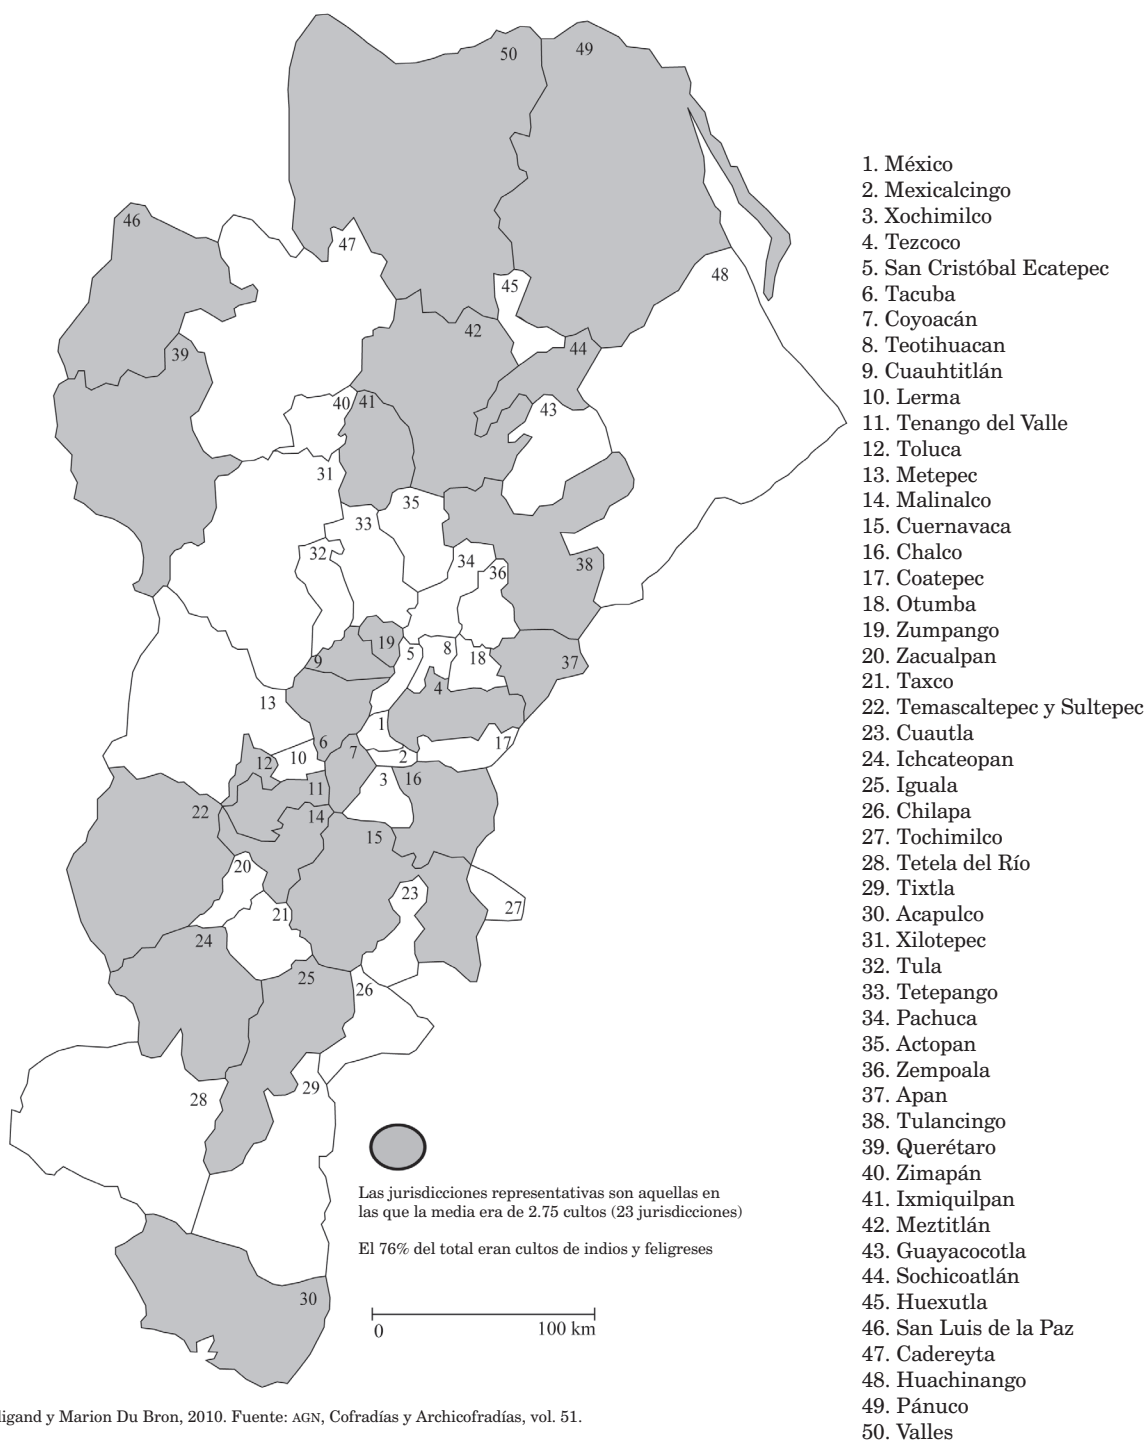 50
49
46
47
48
45
42
44
39
40
41
43
31
35
33
32
34
36
38
19
5
8
18
9
37
4
13
1
17
6
7
2
12
10
3
16
11
22
14
15
20
23
21
27
24
25
26
29
28
30
Las jurisdicciones representativas son aquellas en
las que la media era de 2.75 cultos (23 jurisdicciones)
El 76% del total eran cultos de indios y feligreses
0
100 km
1. México
2. Mexicalcingo
3. Xochimilco
4. Tezcoco
5. San Cristóbal Ecatepec
6. Tacuba
7. Coyoacán
8. Teotihuacan
9. Cuauhtitlán
10. Lerma
11. Tenango del Valle
12. Toluca
13. Metepec
14. Malinalco
15. Cuernavaca
16. Chalco
17. Coatepec
18. Otumba
19. Zumpango
20. Zacualpan
21. Taxco
22. Temascaltepec y Sultepec
23. Cuautla
24. Ichcateopan
25. Iguala
26. Chilapa
27. Tochimilco
28. Tetela del Río
29. Tixtla
30. Acapulco
31. Xilotepec
32. Tula
33. Tetepango
34. Pachuca
35. Actopan
36. Zempoala
37. Apan
38. Tulancingo
39. Querétaro
40. Zimapán
41. Ixmiquilpan
42. Meztitlán
43. Guayacocotla
44. Sochicoatlán
45. Huexutla
46. San Luis de la Paz
47. Cadereyta
48. Huachinango
49. Pánuco
50. Valles
ligand y Marion Du Bron, 2010. Fuente: AGN, Cofradías y Archicofradías, vol. 51.